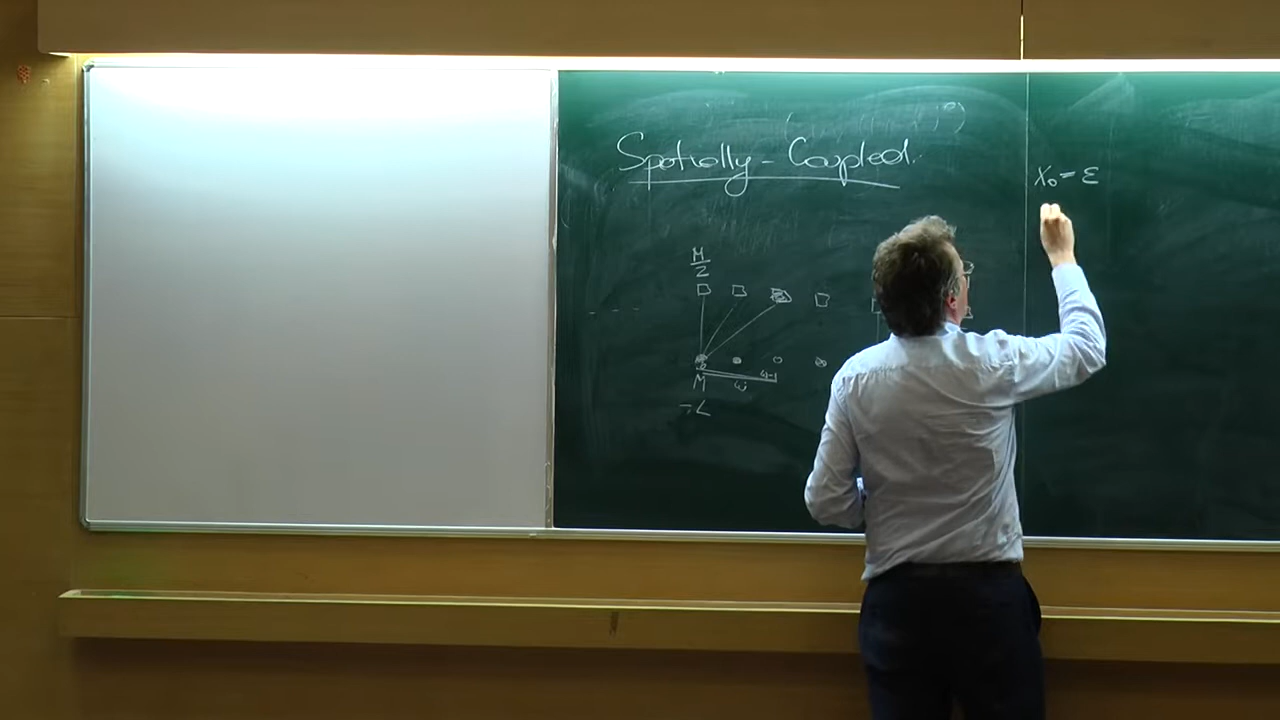 Spatially - Coupled.
M/2
M
w
w-1
-L
x₀ = ε